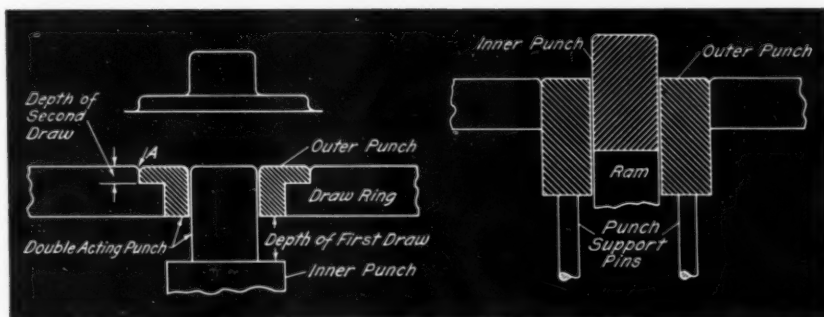 Depth of
Second
Draw
A
Outer Punch
Draw Ring
Double Acting Punch
Depth of First Draw
Inner Punch
Inner Punch
Outer Punch
Ram
Punch
Support
Pins